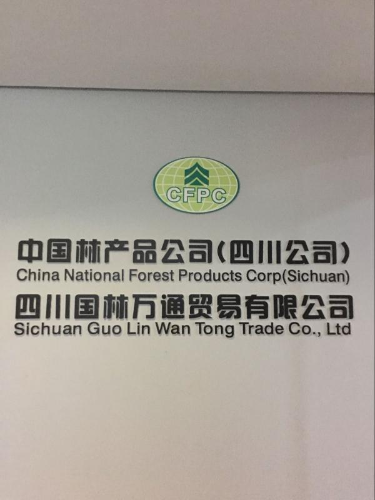 CFPC
中国林产品公司(四川公司)
China National Forest Products Corp(Sichuan)
四川国林万通贸易有限公司
Sichuan Guo Lin Wan Tong Trade Co., Ltd